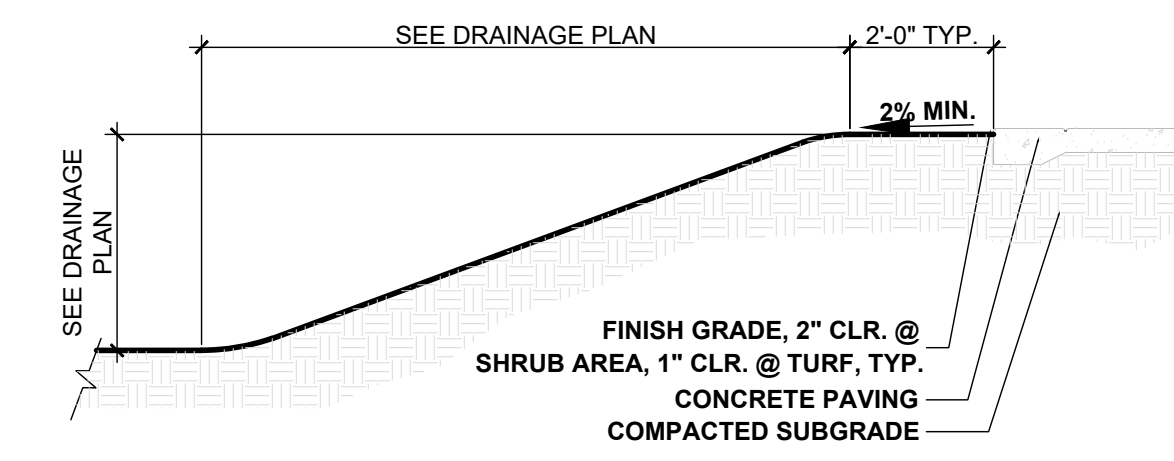 SEE DRAINAGE PLAN
2'-0" TYP.
2% MIN.
SEE DRAINAGE
PLAN
FINISH GRADE, 2" CLR. @
SHRUB AREA, 1" CLR. @ TURF, TYP.
CONCRETE PAVING
COMPACTED SUBGRADE